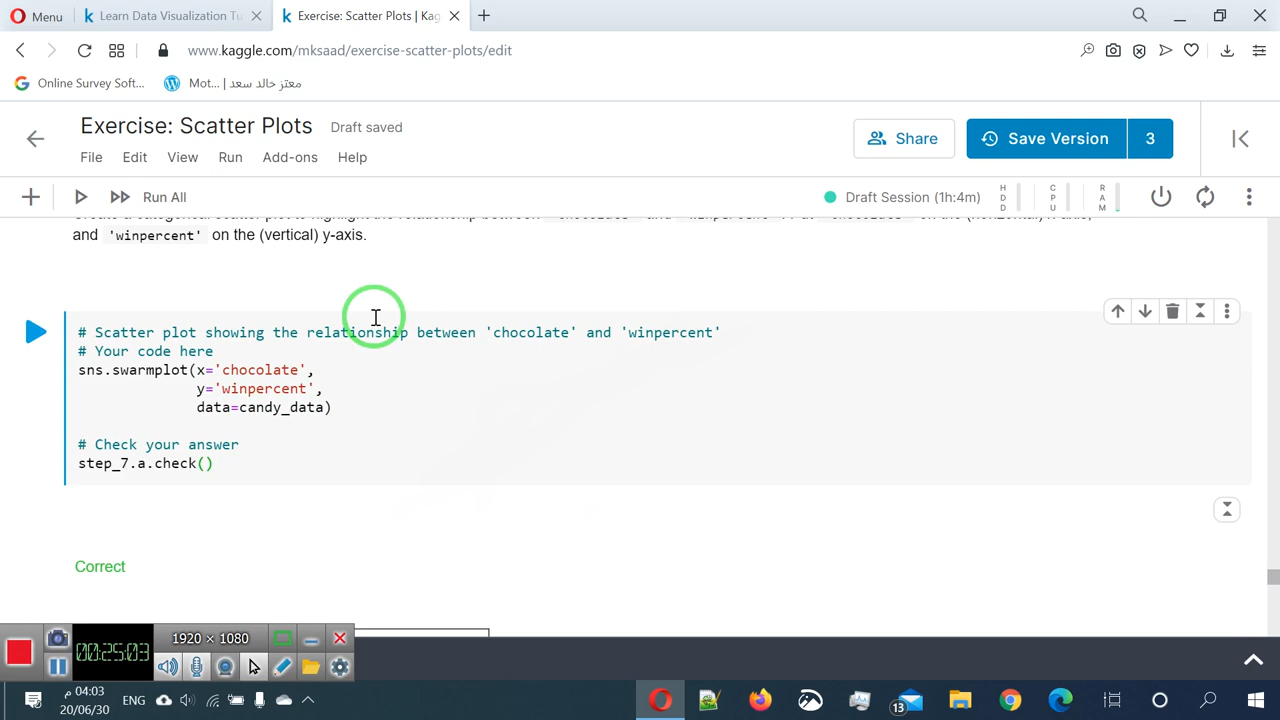 Menu
Learn Data Visualization Tu
Exercise: Scatter Plots | Kag
www.kaggle.com/mksaad/exercise-scatter-plots/edit
Online Survey Soft...
Mot... | معتز خالد سعد
Exercise: Scatter Plots
Draft saved
Share
Save Version
3
File
Edit
View
Run
Add-ons
Help
Run All
Draft Session (1h:4m)
HDD
CPU
RAM
and 'winpercent' on the (vertical) y-axis.
# Scatter plot showing the relationship between 'chocolate' and 'winpercent'
# Your code here
sns.swarmplot(x='chocolate',
y='winpercent',
data=candy_data)
# Check your answer
step_7.a.check()
Correct
00:25:03
1920 × 1080
04:03 م
20/06/30
ENG
13